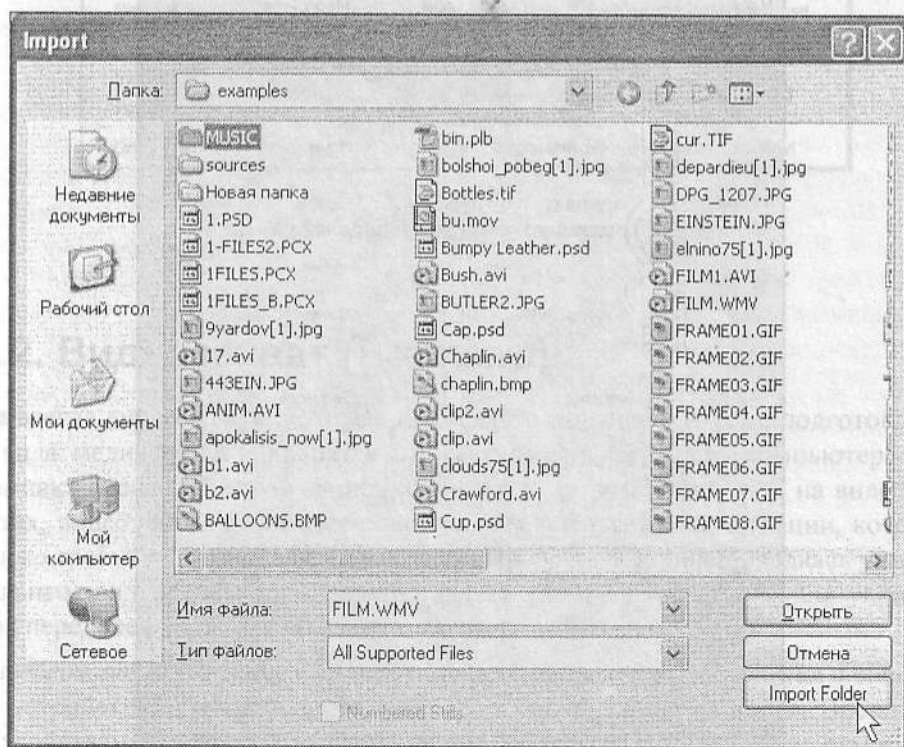 Import
Папка: examples
Недавние документы
Рабочий стол
Мои документы
Мой компьютер
Сетевое
MUSIC
sources
Новая папка
1.PSD
1-FILES2.PCX
1FILES.PCX
1FILES_B.PCX
9yardov[1].jpg
17.avi
443EIN.JPG
ANIM.AVI
apokalisis_now[1].jpg
b1.avi
b2.avi
BALLOONS.BMP
bin.plb
bolshoi_pobeg[1].jpg
Bottles.tif
bu.mov
Bumpy Leather.psd
Bush.avi
BUTLER2.JPG
Cap.psd
Chaplin.avi
chaplin.bmp
clip2.avi
clip.avi
clouds75[1].jpg
Crawford.avi
Cup.psd
cur.TIF
depardieu[1].jpg
DPG_1207.JPG
EINSTEIN.JPG
elnino75[1].jpg
FILM1.AVI
FILM.WMV
FRAME01.GIF
FRAME02.GIF
FRAME03.GIF
FRAME04.GIF
FRAME05.GIF
FRAME06.GIF
FRAME07.GIF
FRAME08.GIF
Имя файла: FILM.WMV
Открыть
Тип файлов: All Supported Files
Отмена
Import Folder
Numbered Stills